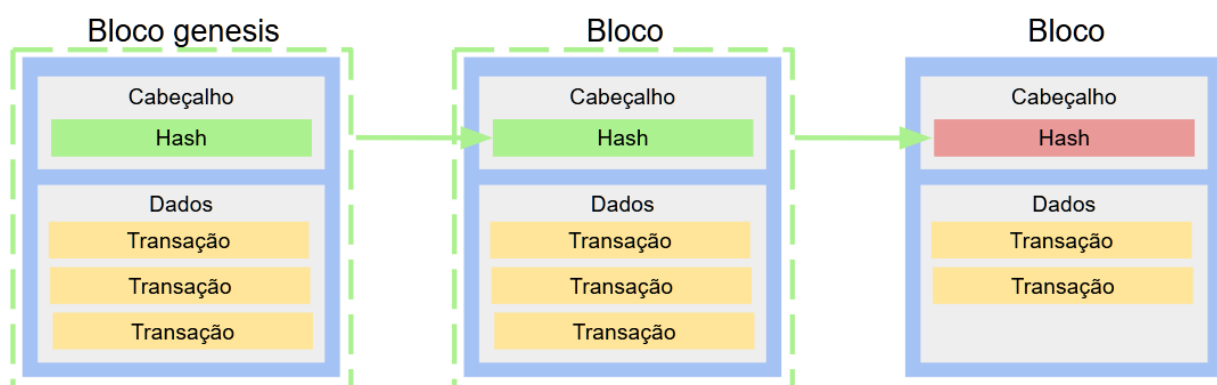 Bloco genesis
Cabeçalho
Hash
Dados
Transação
Transação
Transação
Bloco
Cabeçalho
Hash
Dados
Transação
Transação
Transação
Bloco
Cabeçalho
Hash
Dados
Transação
Transação